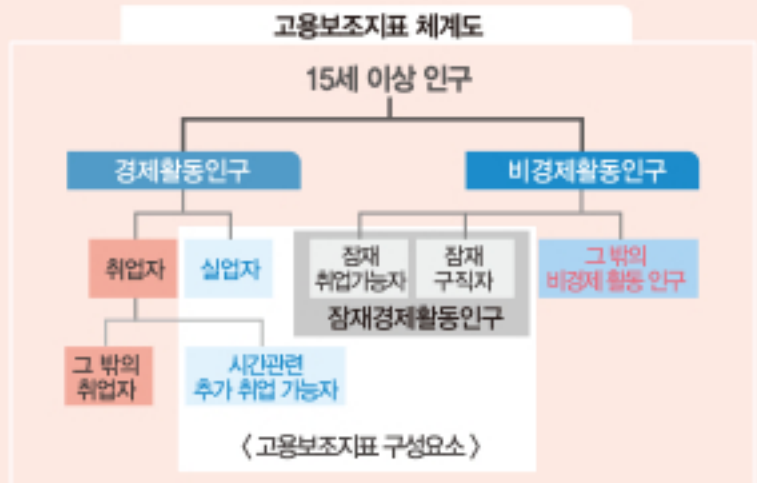 고용보조지표 체계도
15세 이상 인구
경제활동인구
비경제활동인구
취업자
실업자
잠재
취업가능자
잠재
구직자
그 밖의
비경제 활동 인구
잠재경제활동인구
그 밖의
취업자
시간관련
추가 취업 가능자
〈 고용보조지표 구성요소 〉